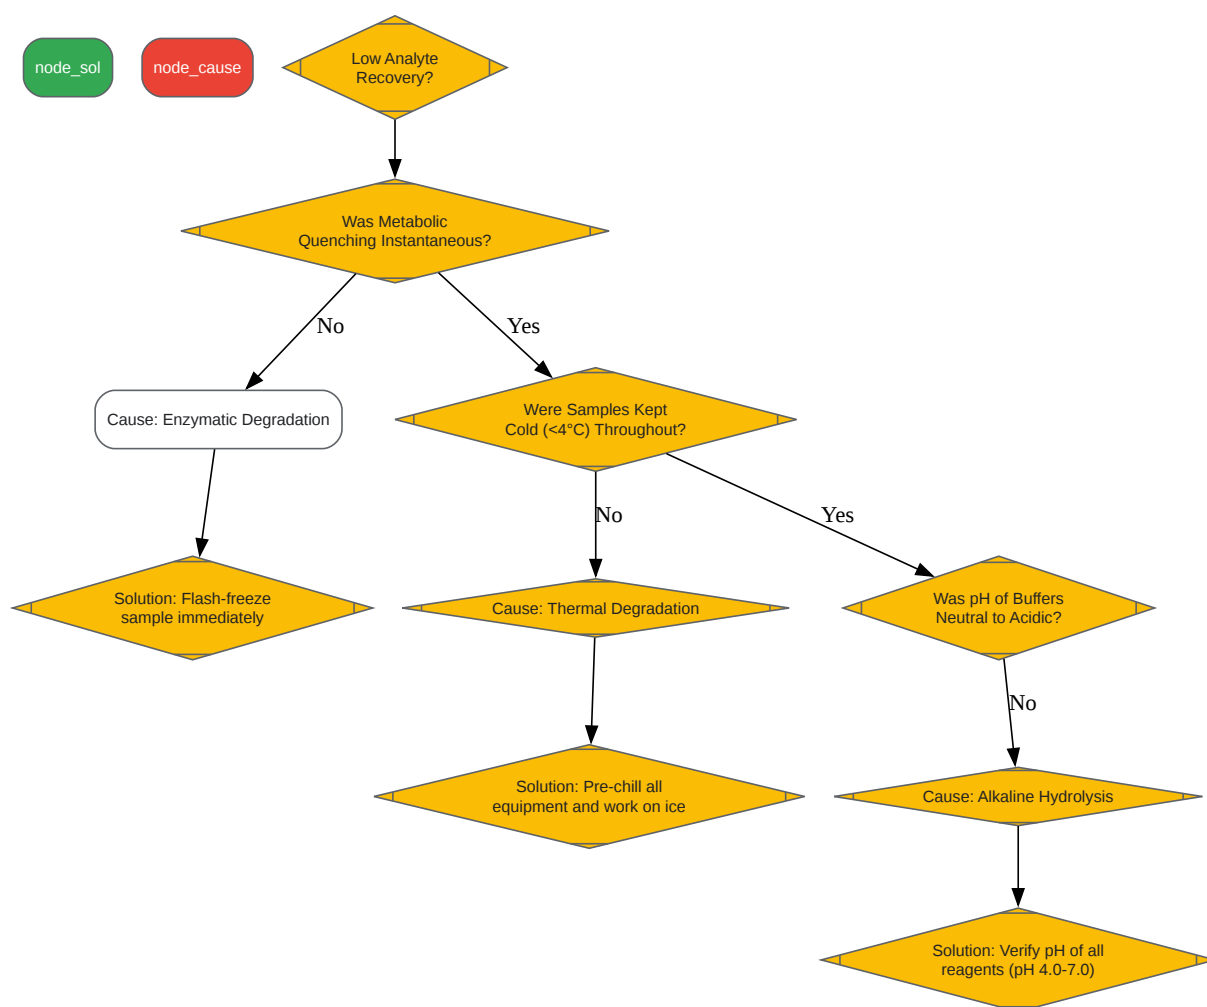 node_sol
node_cause
Low Analyte
Recovery?
Was Metabolic
Quenching Instantaneous?
No
Yes
Cause: Enzymatic Degradation
Were Samples Kept
Cold (<4°C) Throughout?
No
Yes
Solution: Flash-freeze
sample immediately
Cause: Thermal Degradation
Was pH of Buffers
Neutral to Acidic?
No
Solution: Pre-chill all
equipment and work on ice
Cause: Alkaline Hydrolysis
Solution: Verify pH of all
reagents (pH 4.0-7.0)